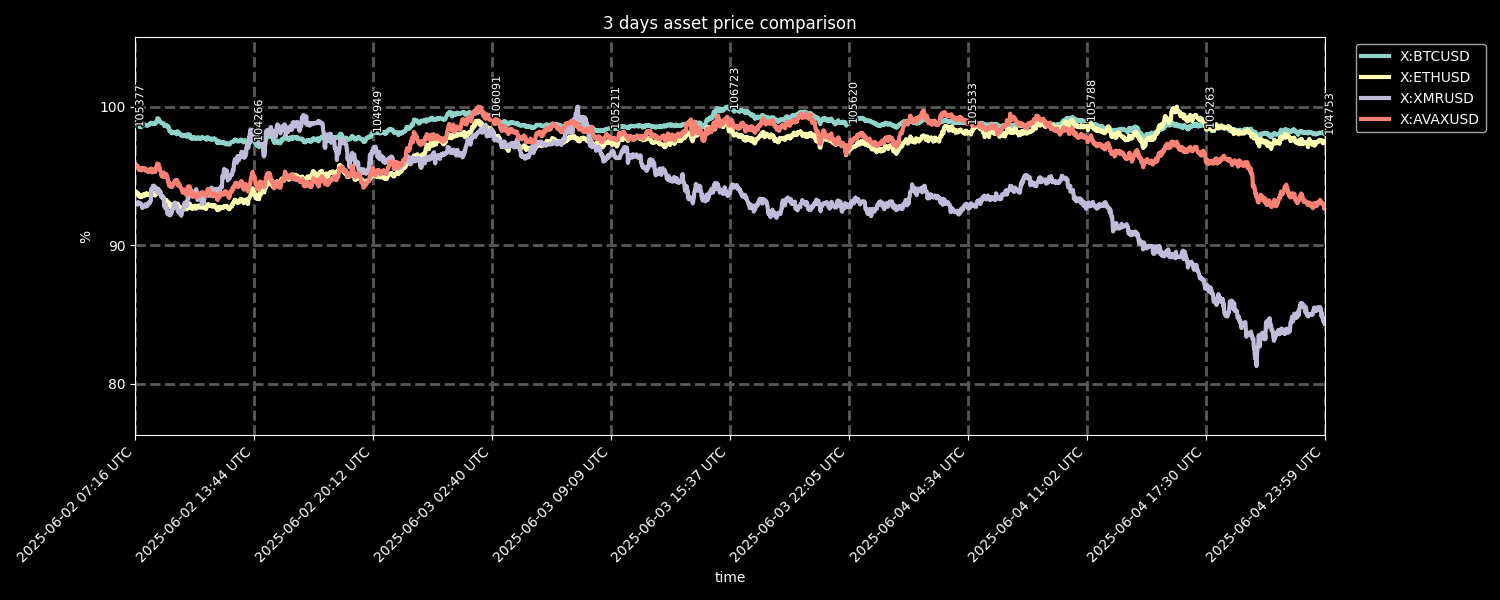 3 days asset price comparison
X:BTCUSD
X:ETHUSD
X:XMRUSD
X:AVAXUSD
100
90
80
%
105377
104266
104949
106091
105211
106723
105620
105533
105788
105263
104753
2025-06-02 07:16 UTC
2025-06-02 13:44 UTC
2025-06-02 20:12 UTC
2025-06-03 02:40 UTC
2025-06-03 09:09 UTC
2025-06-03 15:37 UTC
2025-06-03 22:05 UTC
2025-06-04 04:34 UTC
2025-06-04 11:02 UTC
2025-06-04 17:30 UTC
2025-06-04 23:59 UTC
time